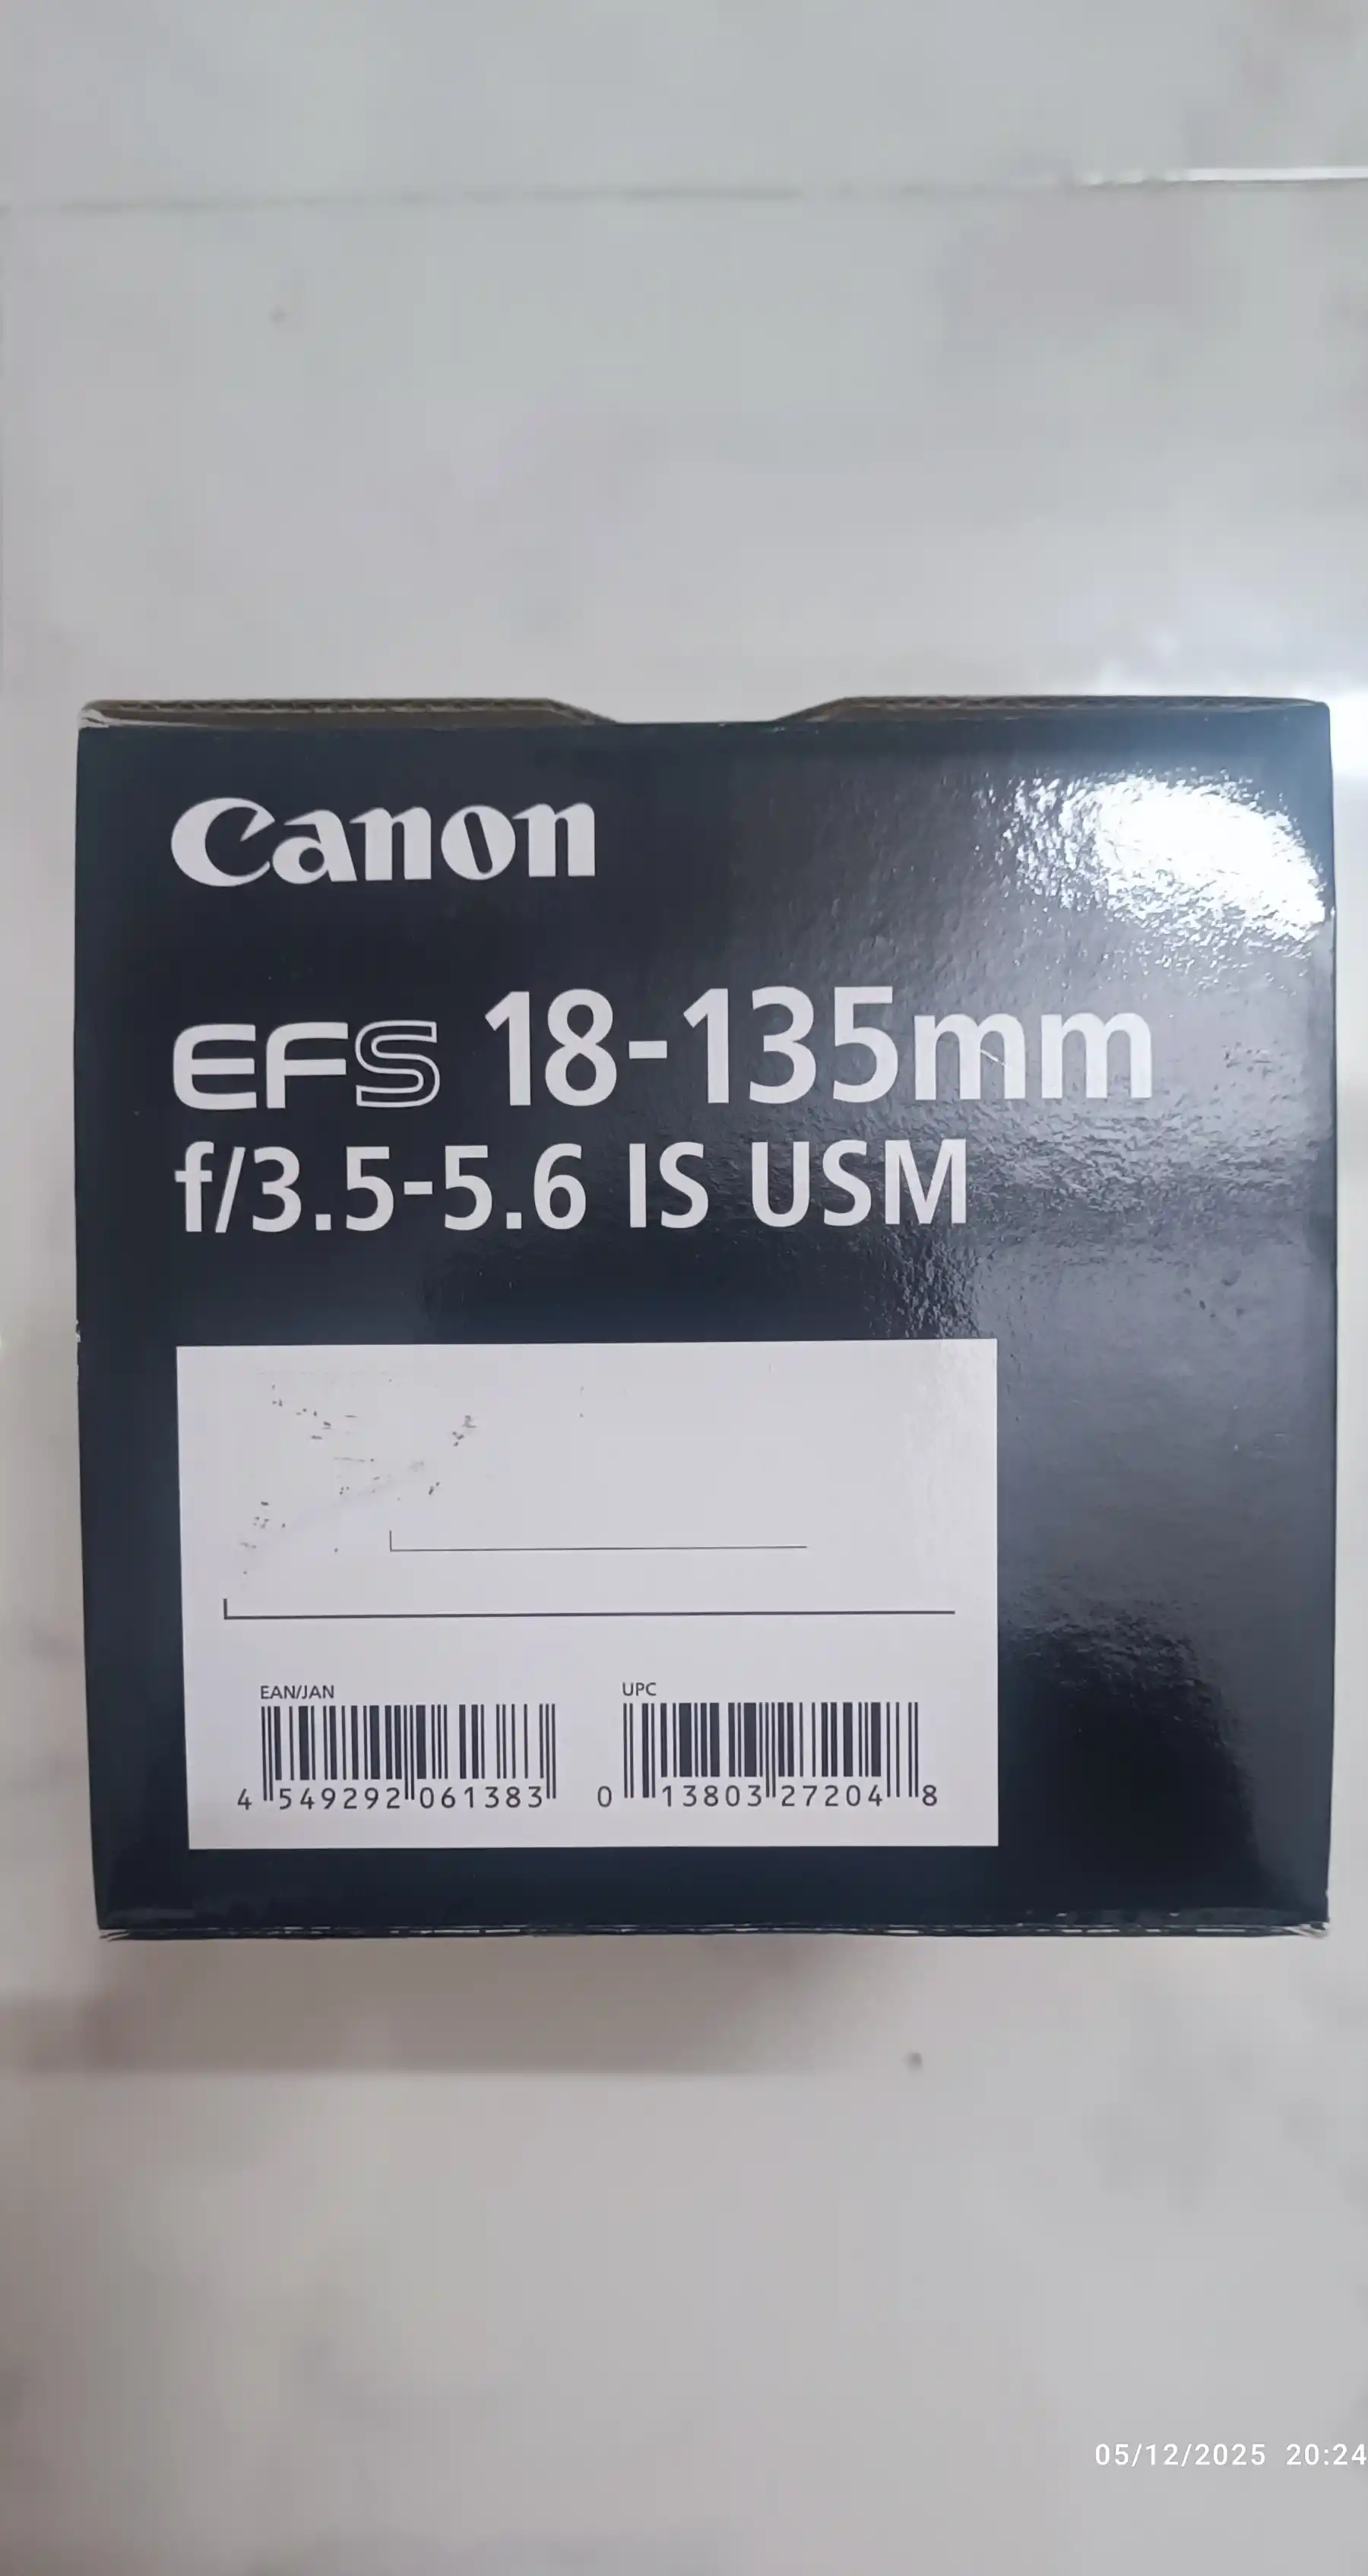 Canon
EFS 18-135mm
f/3.5-5.6 IS USM
EAN/JAN
4 549292 061383
UPC
0 13803 27204 8
05/12/2025 20:24